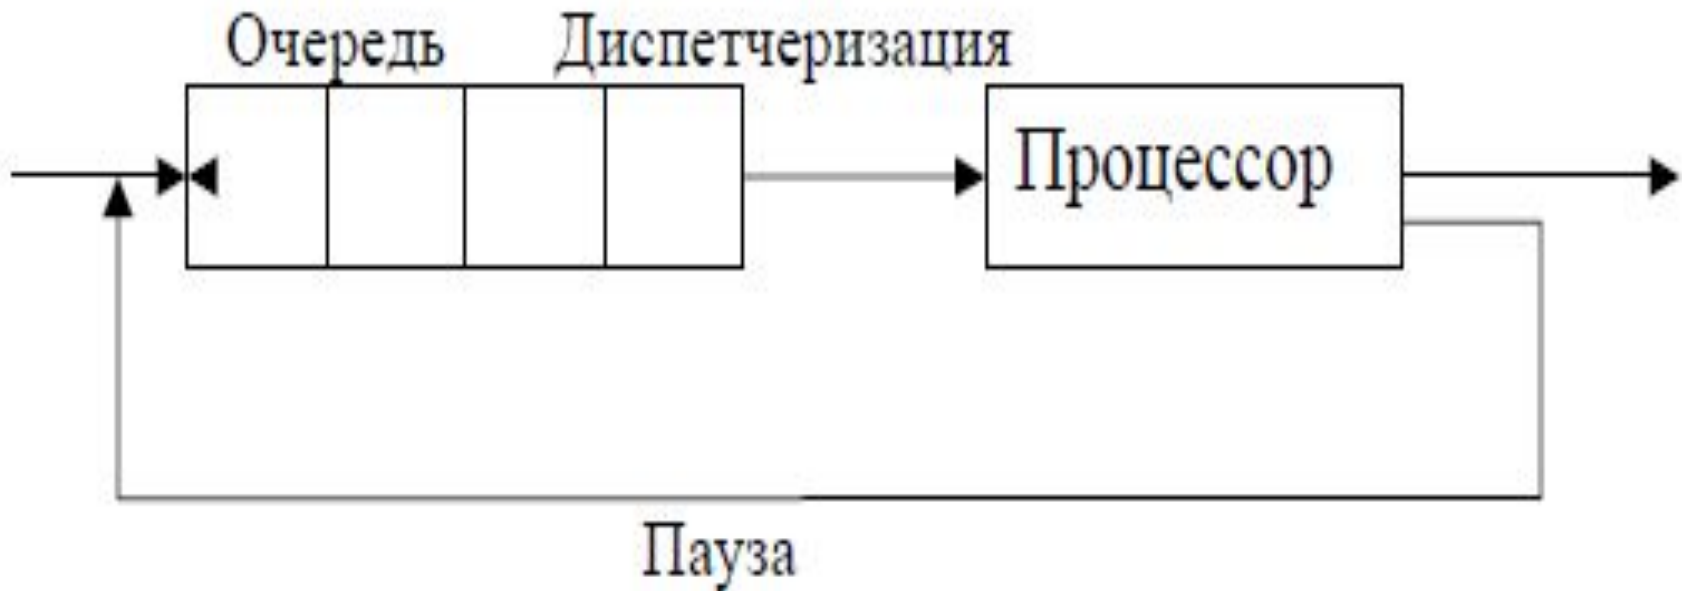 Очередь
Диспетчеризация
Процессор
Пауза